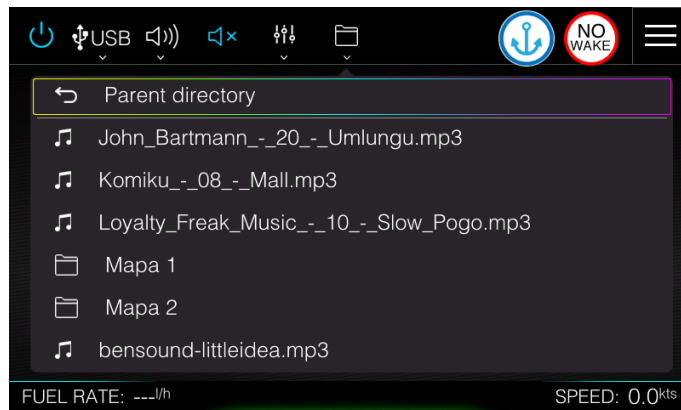 USB
NO
WAKE
Parent directory
John_Bartmann_-_20_-_Umlungu.mp3
Komiku_-_08_-_Mall.mp3
Loyalty_Freak_Music_-_10_-_Slow_Pogo.mp3
Mapa 1
Mapa 2
bensound-littleidea.mp3
FUEL RATE: ---l/h SPEED: 0.0kts